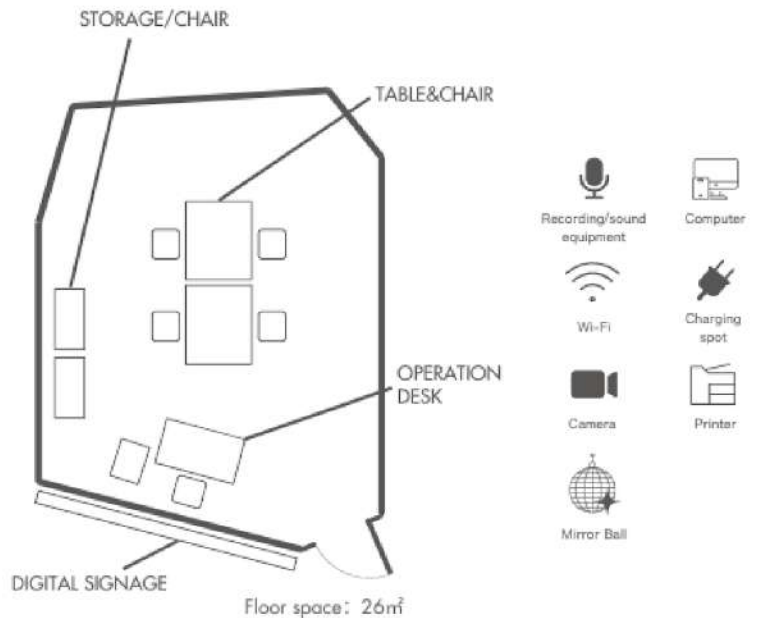 STORAGE/CHAIR
TABLE&CHAIR
OPERATION
DESK
DIGITAL SIGNAGE
Floor space: 26㎡
Recording/sound
equipment
Computer
Wi-Fi
Charging
spot
Camera
Printer
Mirror Ball